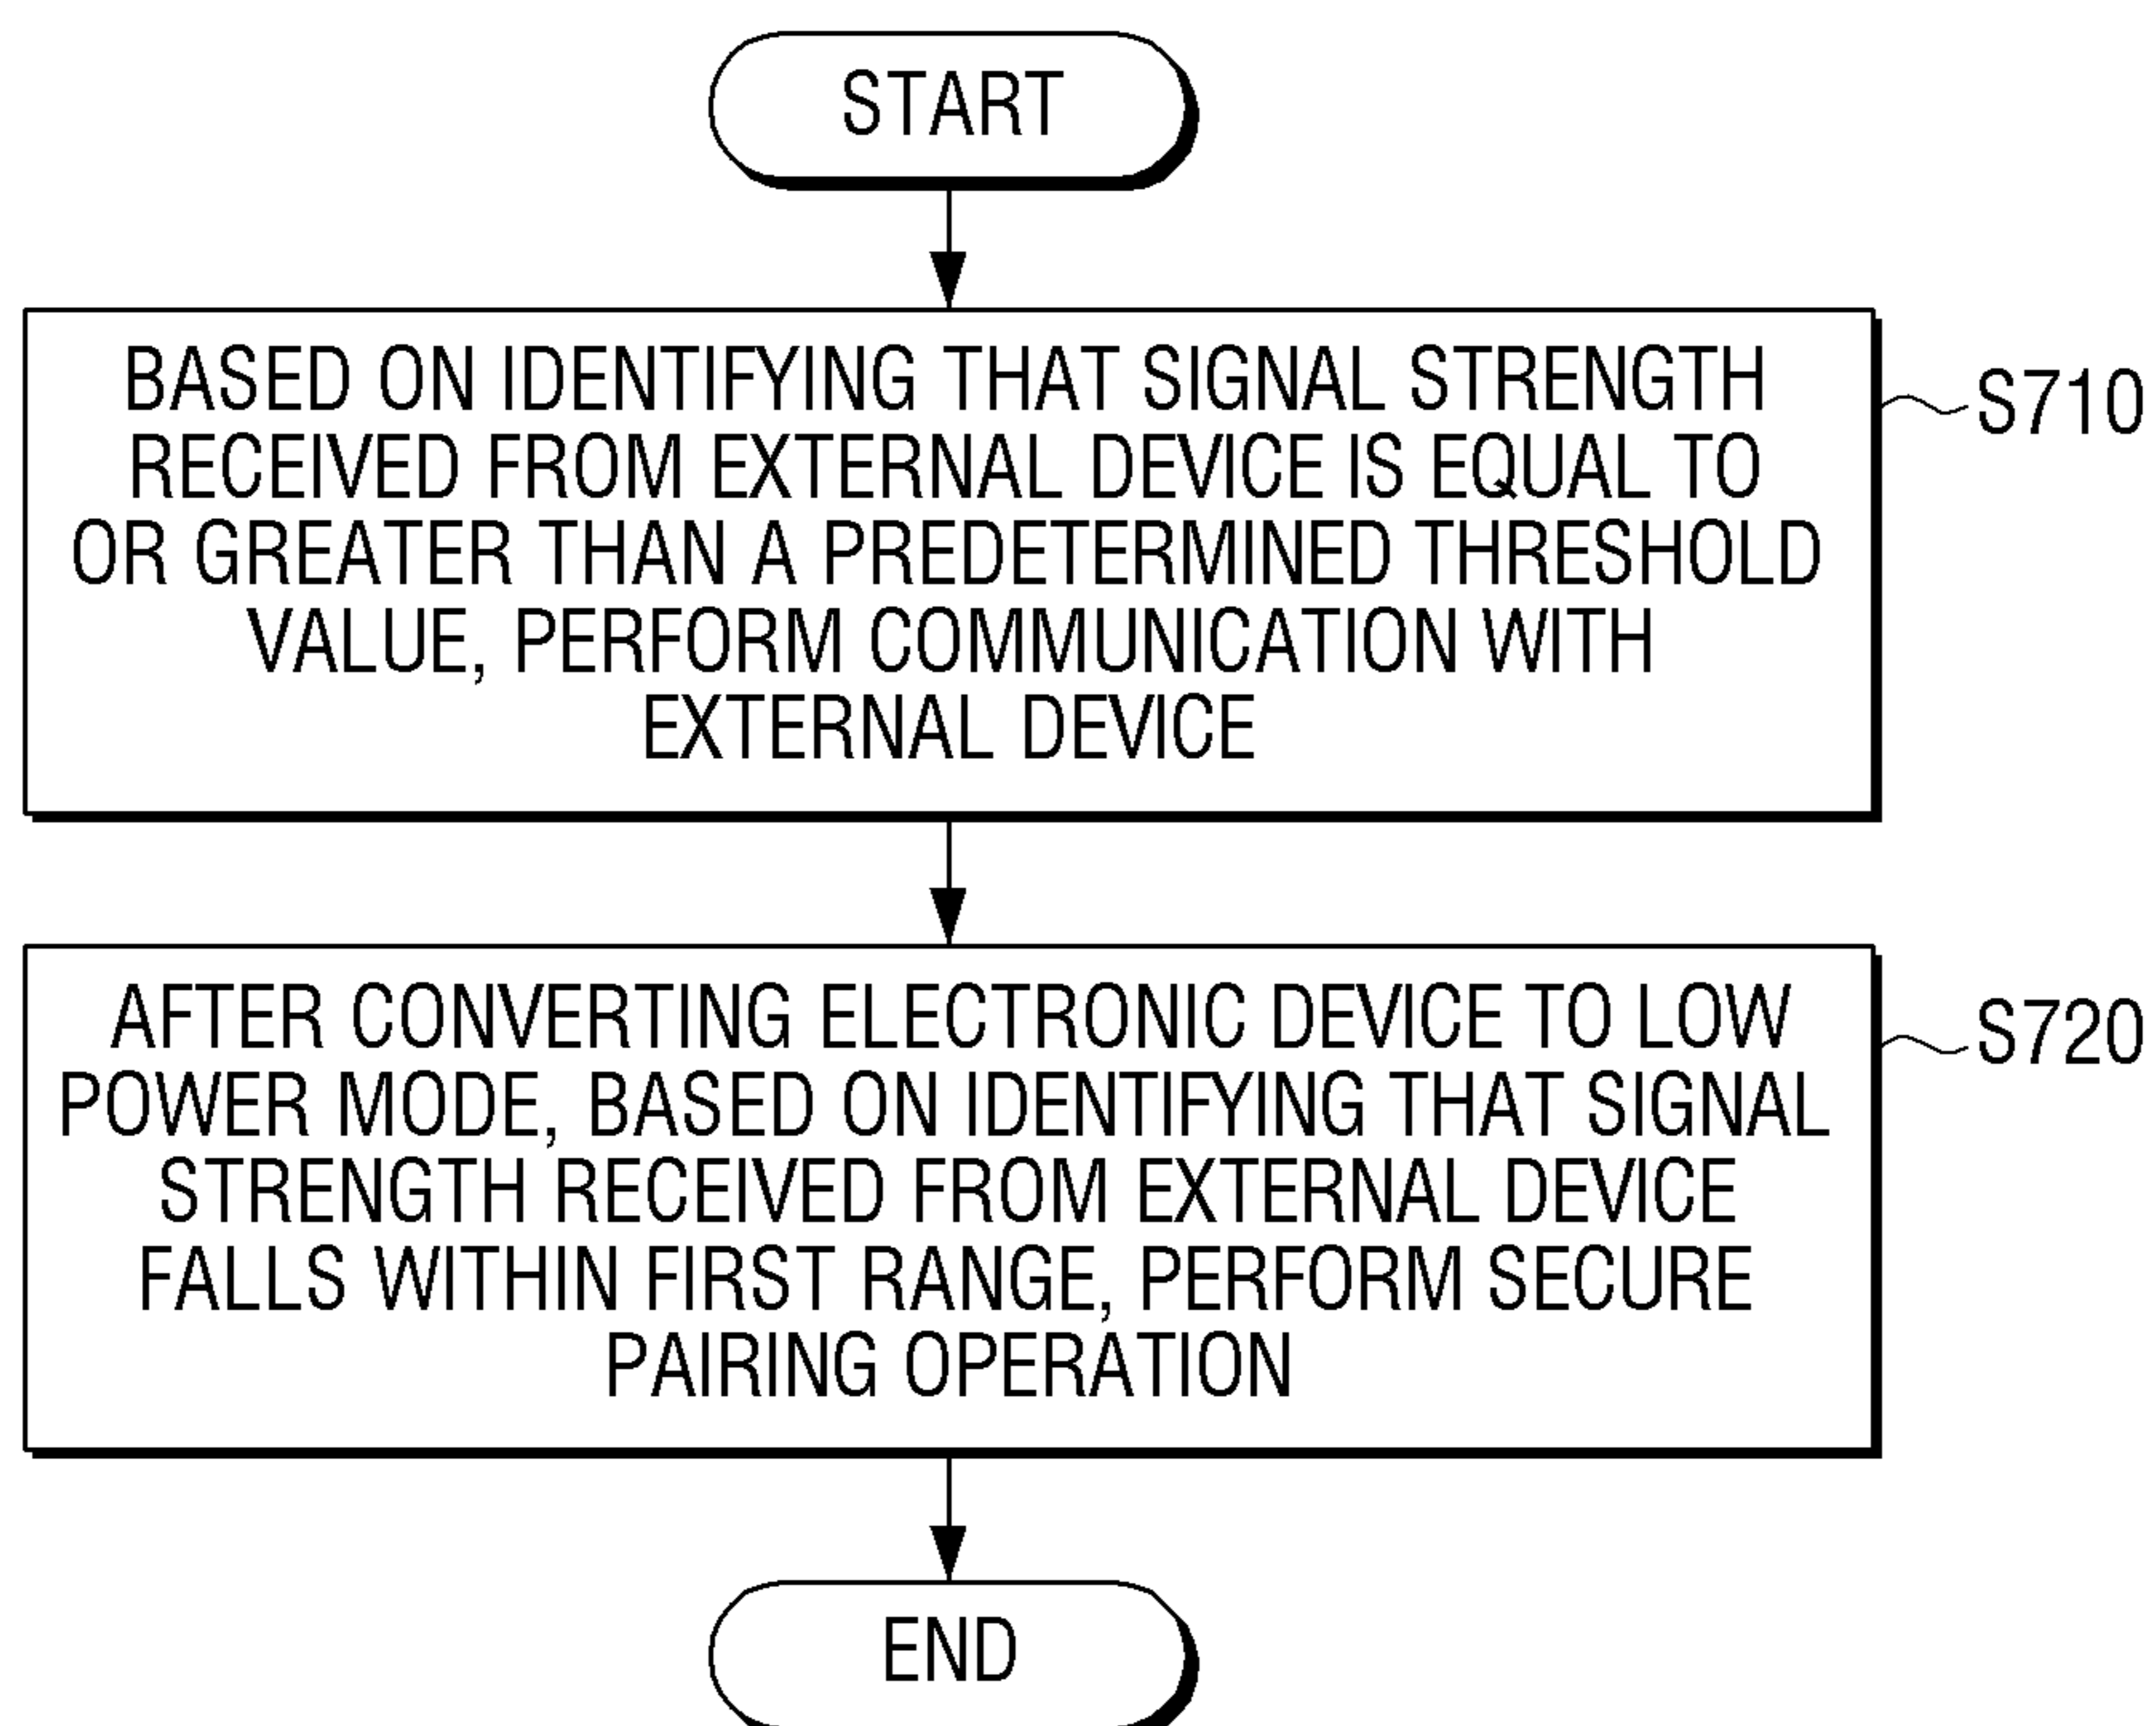 START
BASED ON IDENTIFYING THAT SIGNAL STRENGTH
RECEIVED FROM EXTERNAL DEVICE IS EQUAL TO
OR GREATER THAN A PREDETERMINED THRESHOLD
VALUE, PERFORM COMMUNICATION WITH
EXTERNAL DEVICE
S710
AFTER CONVERTING ELECTRONIC DEVICE TO LOW
POWER MODE, BASED ON IDENTIFYING THAT SIGNAL
STRENGTH RECEIVED FROM EXTERNAL DEVICE
FALLS WITHIN FIRST RANGE, PERFORM SECURE
PAIRING OPERATION
S720
END